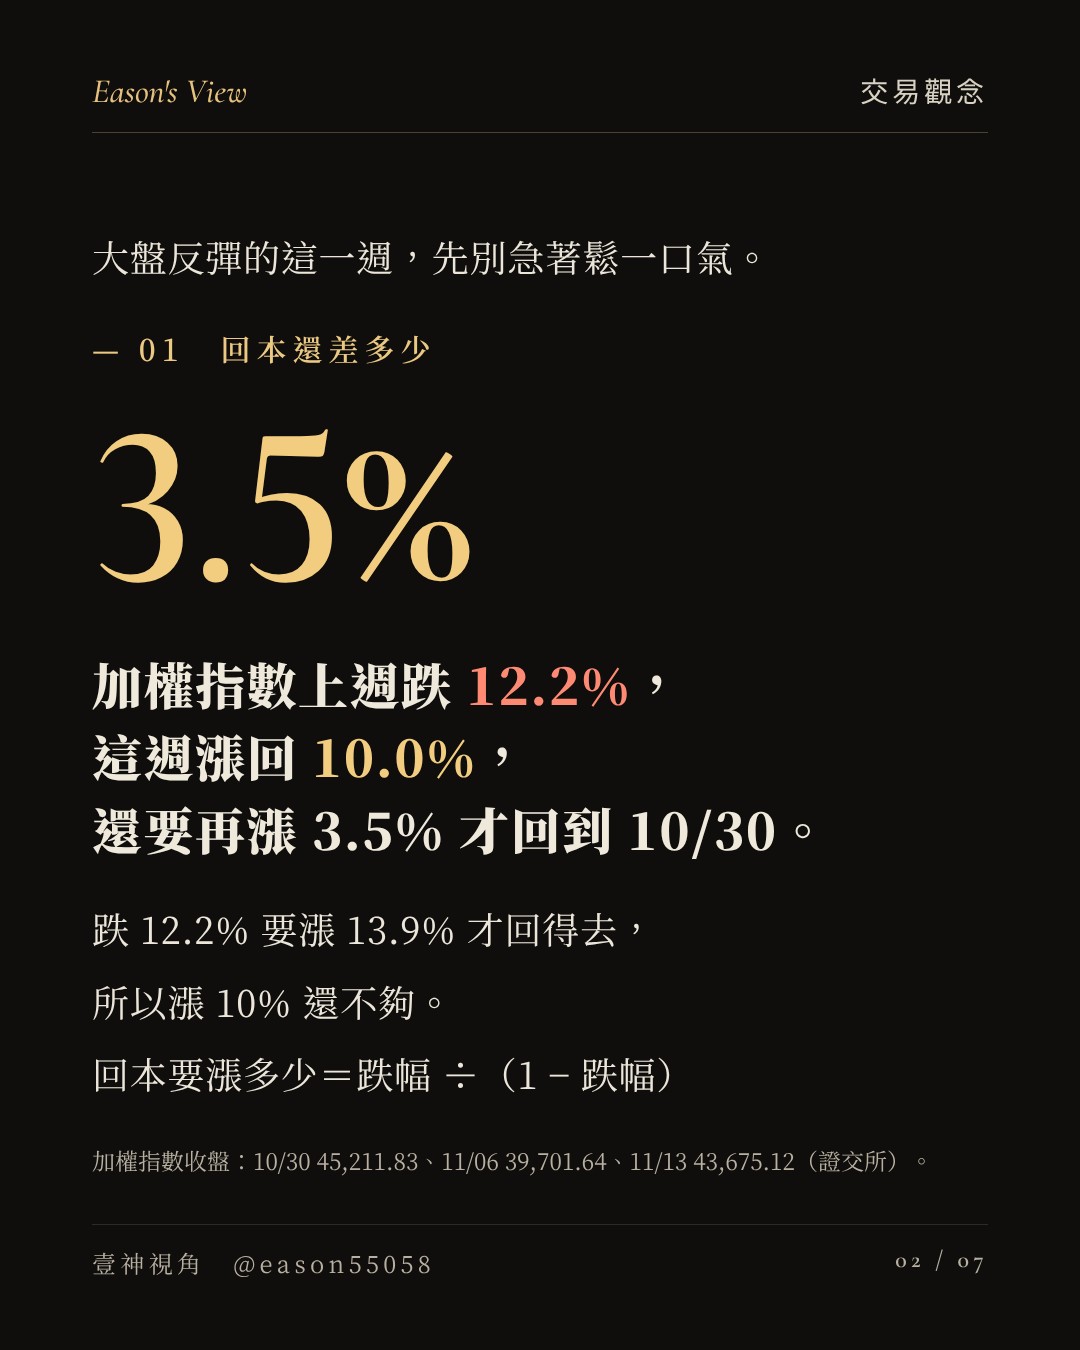 Eason's View
交易觀念
大盤反彈的這一週，先別急著鬆一口氣。
— 01 回本還差多少
3.5%
加權指數上週跌 12.2%，
這週漲回 10.0%，
還要再漲 3.5% 才回到 10/30。
跌 12.2% 要漲 13.9% 才回得去，
所以漲 10% 還不夠。
回本要漲多少＝跌幅 ÷（1 − 跌幅）
加權指數收盤：10/30 45,211.83、11/06 39,701.64、11/13 43,675.12（證交所）。
壹神視角 @eason55058
02 / 07